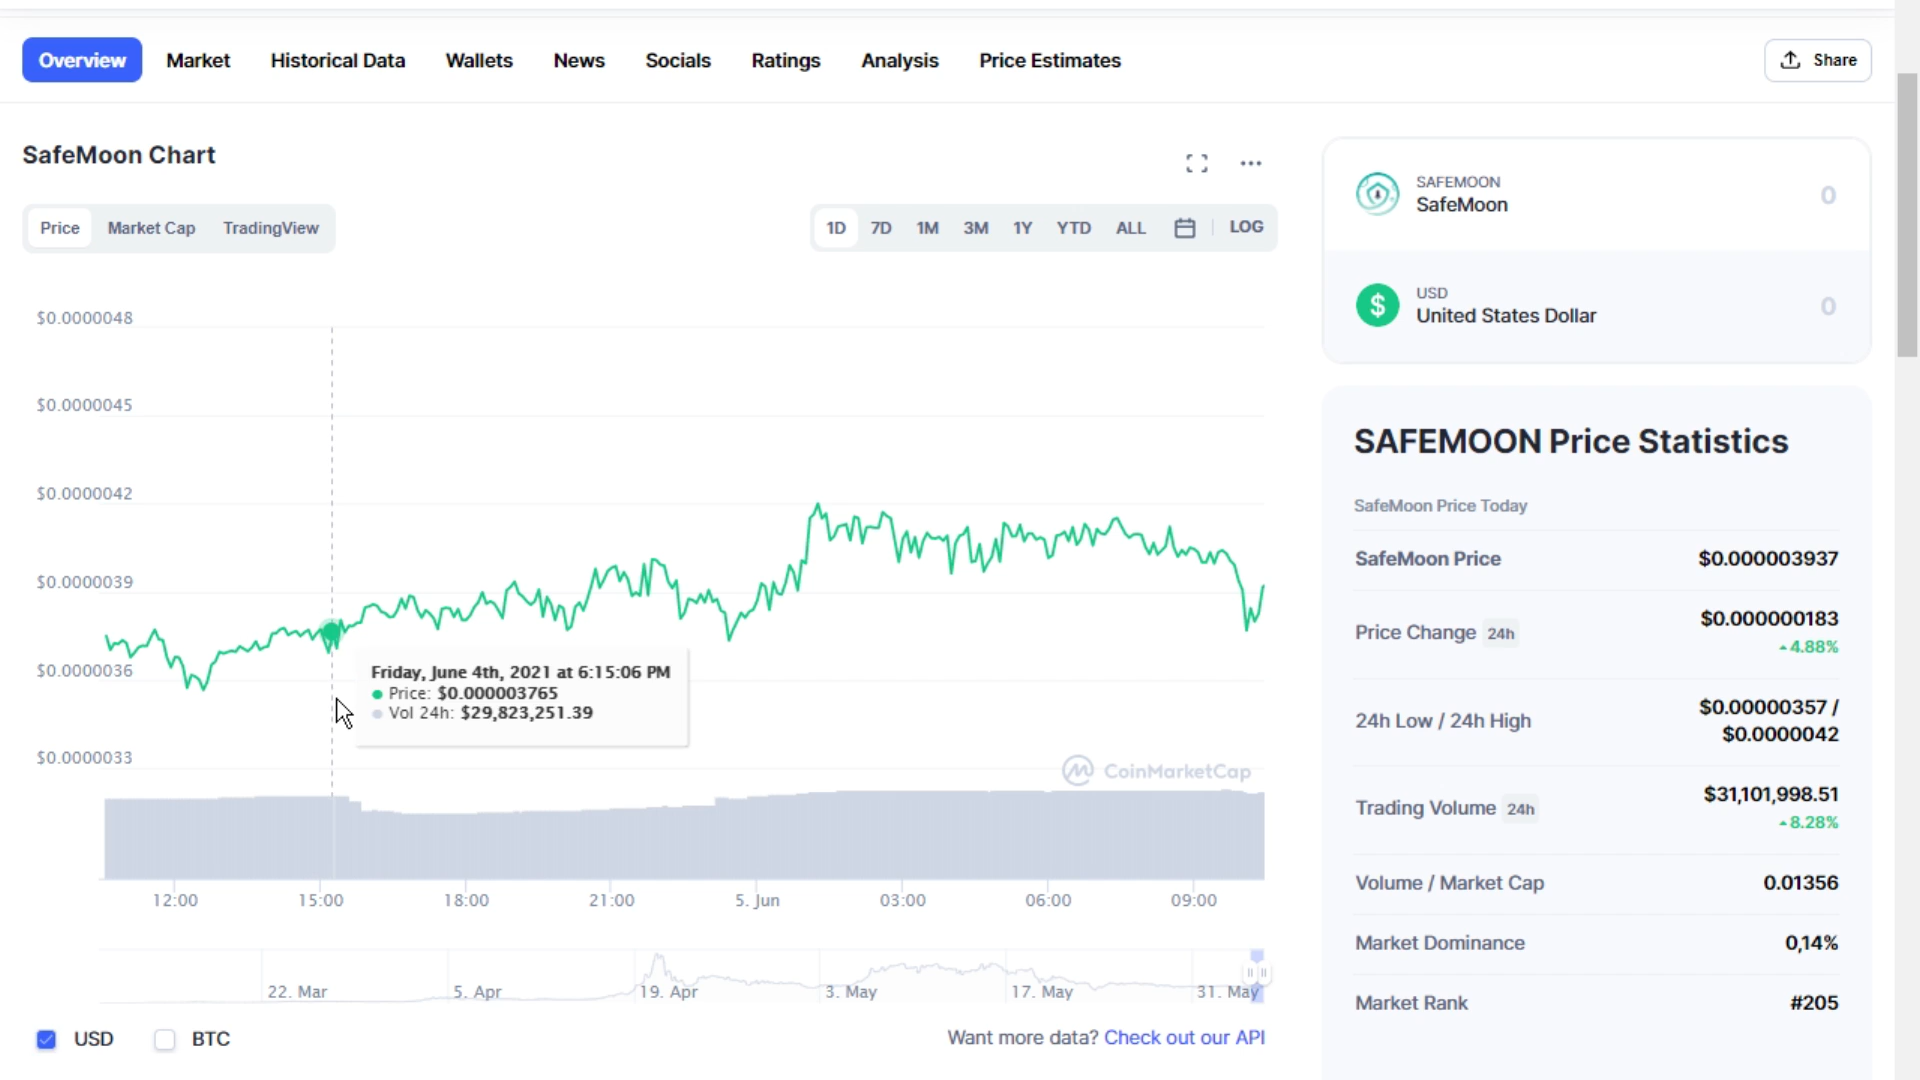 Overview Market Historical Data Wallets News Socials Ratings Analysis Price Estimates Share
SafeMoon Chart
Price Market Cap TradingView
1D 7D 1M 3M 1Y YTD ALL LOG
$0.0000048
$0.0000045
$0.0000042
$0.0000039
$0.0000036
$0.0000033
Friday, June 4th, 2021 at 6:15:06 PM
Price: $0.000003765
Vol 24h: $29,823,251.39
CoinMarketCap
12:00 15:00 18:00 21:00 5. Jun 03:00 06:00 09:00
22. Mar 5. Apr 19. Apr 3. May 17. May 31. May
USD BTC
Want more data? Check out our API
SAFEMOON
SafeMoon 0
USD
United States Dollar 0
SAFEMOON Price Statistics
SafeMoon Price Today
SafeMoon Price $0.000003937
Price Change 24h $0.000000183
4.88%
24h Low / 24h High $0.00000357 /
$0.0000042
Trading Volume 24h $31,101,998.51
8.28%
Volume / Market Cap 0.01356
Market Dominance 0,14%
Market Rank #205